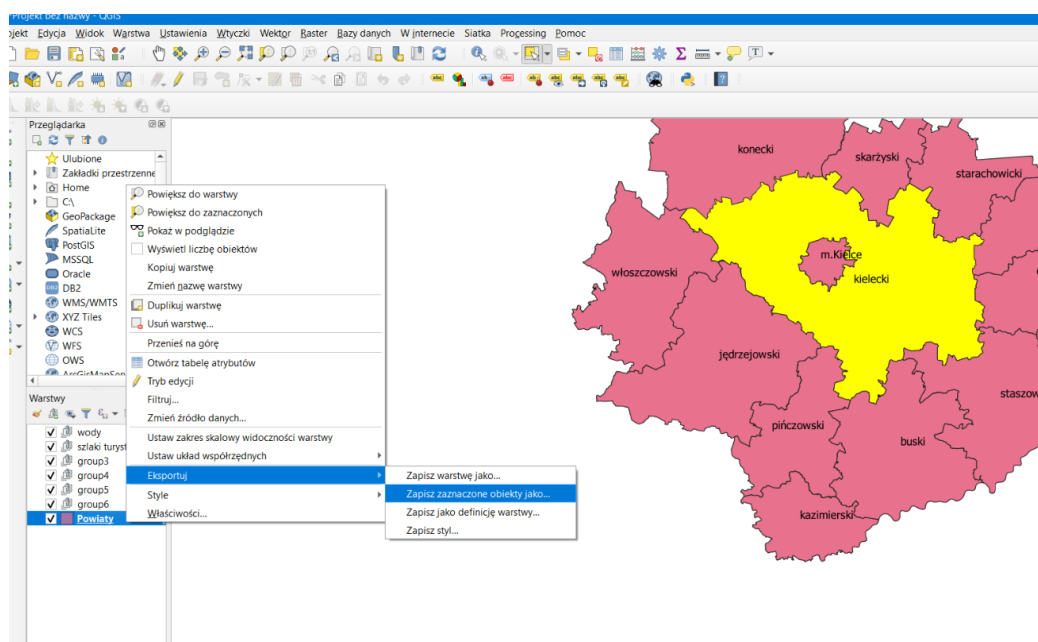 Projekt bez nazwy - QGIS
ojekt Edycja Widok Warstwa Ustawienia Wtyczki Wektor Raster Bazy danych W internecie Siatka Processing Pomoc
Przeglądarka
Ulubione
Zakładki przestrzenne
Home
C:\
GeoPackage
SpatiaLite
PostGIS
MSSQL
Oracle
DB2
WMS/WMTS
XYZ Tiles
WCS
WFS
OWS
ArcGisMapSer
Warstwy
wody
szlaki turyst
group3
group4
group5
group6
Powiaty
Powiększ do warstwy
Powiększ do zaznaczonych
Pokaż w podglądzie
Wyświetl liczbę obiektów
Kopiuj warstwę
Zmień nazwę warstwy
Duplikuj warstwę
Usuń warstwę...
Przenieś na górę
Otwórz tabelę atrybutów
Tryb edycji
Filtruj...
Zmień źródło danych...
Ustaw zakres skalowy widoczności warstwy
Ustaw układ współrzędnych
Eksportuj
Style
Właściwości...
Zapisz warstwę jako...
Zapisz zaznaczone obiekty jako...
Zapisz jako definicję warstwy...
Zapisz styl...
konecki
skarżyski
starachowicki
włoszczowski
m.Kielce
kielecki
jędrzejowski
staszow
pińczowski
buski
kazimierski